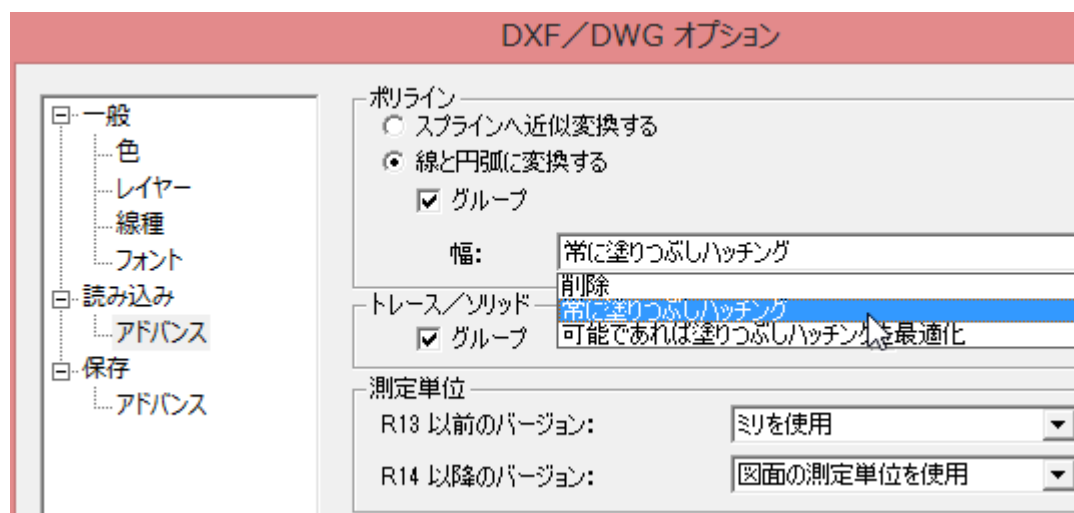 DXF／DWG オプション
一般
色
レイヤー
線種
フォント
読み込み
アドバンス
保存
アドバンス
ポリライン
スプラインへ近似変換する
線と円弧に変換する
グループ
幅：
常に塗りつぶしハッチング
削除
常に塗りつぶしハッチング
可能であれば塗りつぶしハッチングを最適化
トレース／ソリッド
グループ
測定単位
R13 以前のバージョン：
ミリを使用
R14 以降のバージョン：
図面の測定単位を使用